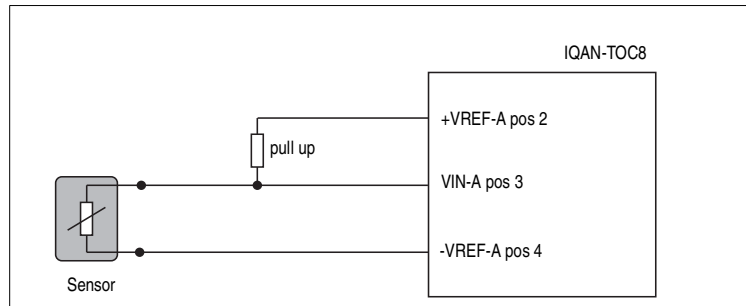 IQAN-TOC8
+VREF-A pos 2
pull up
VIN-A pos 3
-VREF-A pos 4
Sensor